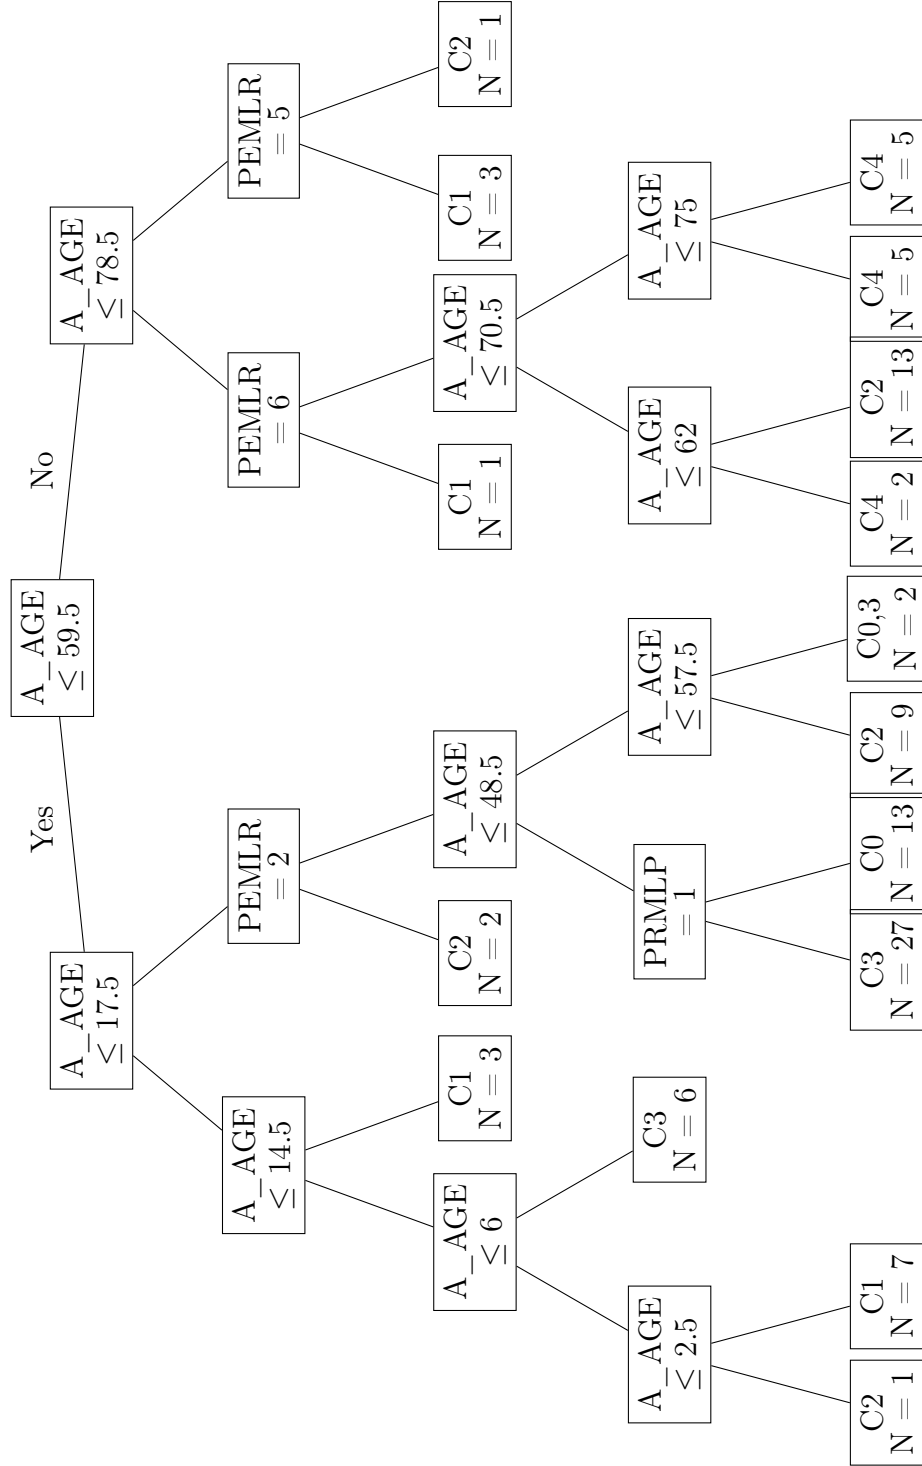 A_AGE
≤ 59.5
Yes
No
A_AGE
≤ 17.5
A_AGE
≤ 78.5
A_AGE
≤ 14.5
PEMLR
= 2
PEMLR
= 6
PEMLR
= 5
A_AGE
≤ 6
C1
N = 3
C2
N = 2
A_AGE
≤ 48.5
C1
N = 1
A_AGE
≤ 70.5
C1
N = 3
C2
N = 1
A_AGE
≤ 2.5
C3
N = 6
PRMLP
= 1
A_AGE
≤ 57.5
A_AGE
≤ 62
A_AGE
≤ 75
C2
N = 1
C1
N = 7
C3
N = 27
C0
N = 13
C2
N = 9
C0,3
N = 2
C4
N = 2
C2
N = 13
C4
N = 5
C4
N = 5